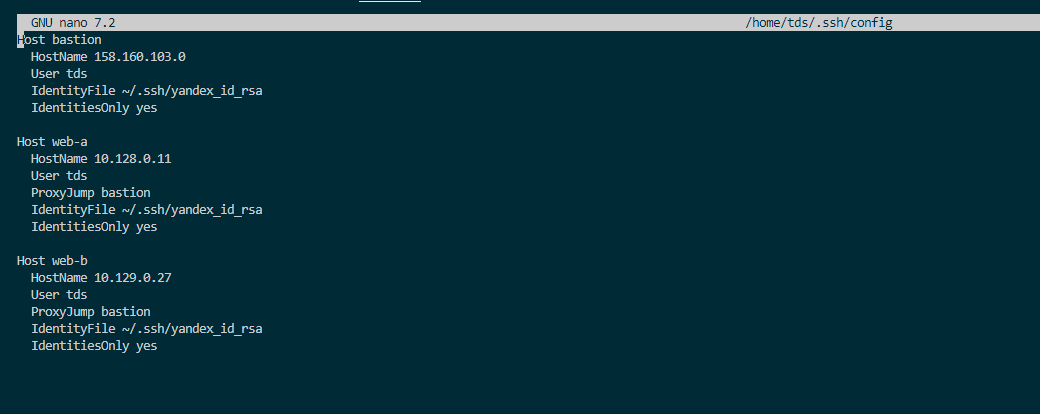 GNU nano 7.2 /home/tds/.ssh/config
Host bastion
HostName 158.160.103.0
User tds
IdentityFile ~/.ssh/yandex_id_rsa
IdentitiesOnly yes
Host web-a
HostName 10.128.0.11
User tds
ProxyJump bastion
IdentityFile ~/.ssh/yandex_id_rsa
IdentitiesOnly yes
Host web-b
HostName 10.129.0.27
User tds
ProxyJump bastion
IdentityFile ~/.ssh/yandex_id_rsa
IdentitiesOnly yes